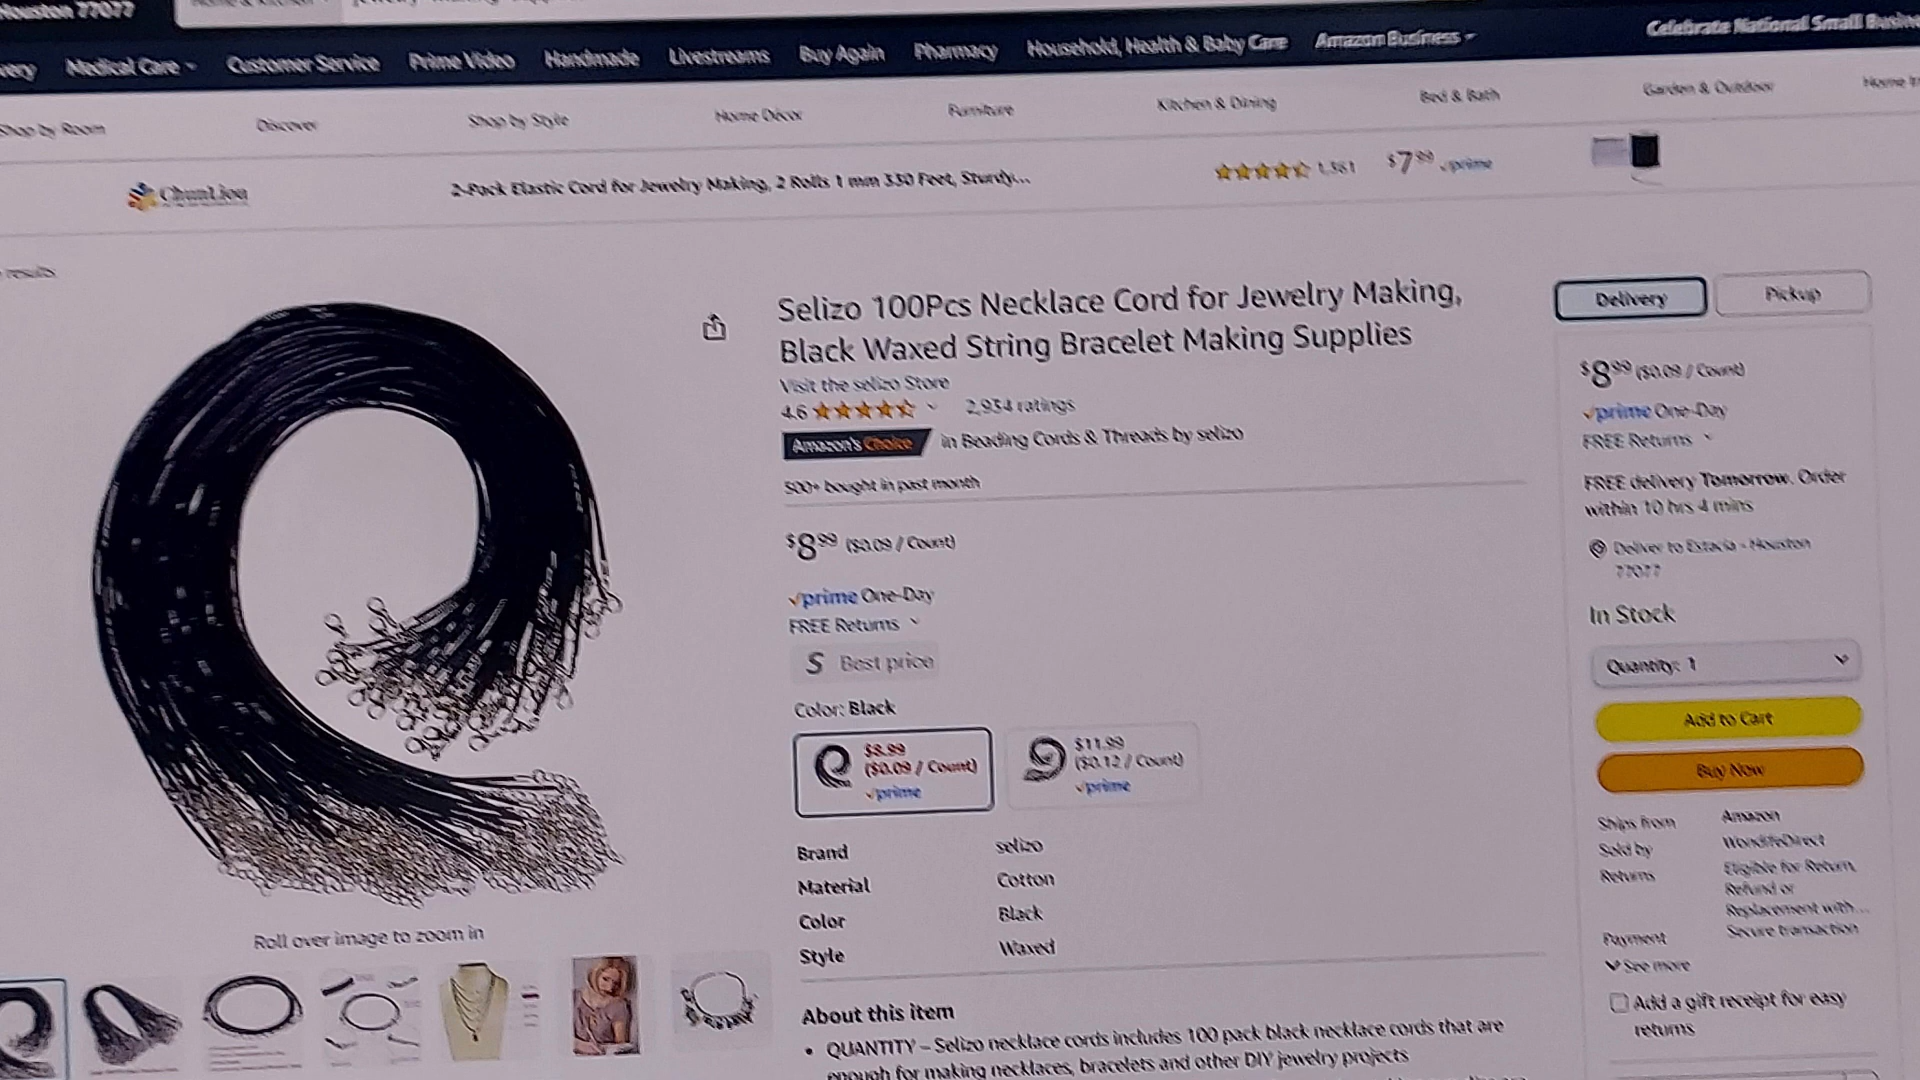 Houston 77077
Medical Care
Customer Service
Prime Video
Handmade
Livestreams
Buy Again
Pharmacy
Household, Health & Baby Care
Amazon Business
Celebrate National Small
Shop by Room
Discover
Shop by Style
Home Décor
Furniture
Kitchen & Dining
Bed & Bath
Garden & Outdoor
ChunLiou
2-Pack Elastic Cord for Jewelry Making, 2 Rolls 1 mm 330 Feet, Sturdy...
1,361
$7.99 prime
results
Selizo 100Pcs Necklace Cord for Jewelry Making,
Black Waxed String Bracelet Making Supplies
Visit the selizo Store
4.6
2,934 ratings
Amazon's Choice in Beading Cords & Threads by selizo
500+ bought in past month
$8.99 ($0.09 / Count)
prime One-Day
FREE Returns
S Best price
Color: Black
$8.99
($0.09 / Count)
prime
$11.99
($0.12 / Count)
prime
Brand selizo
Material Cotton
Color Black
Style Waxed
Roll over image to zoom in
About this item
• QUANTITY – Selizo necklace cords includes 100 pack black necklace cords that are
enough for making necklaces, bracelets and other DIY jewelry projects
Delivery
Pickup
$8.99 ($0.09 / Count)
prime One-Day
FREE Returns
FREE delivery Tomorrow. Order
within 10 hrs 4 mins
Deliver to Estacia - Houston
77077
In Stock
Quantity: 1
Add to Cart
Buy Now
Ships from Amazon
Sold by WondlifeDirect
Returns Eligible for Return,
Refund or
Replacement with...
Payment Secure transaction
See more
Add a gift receipt for easy
returns